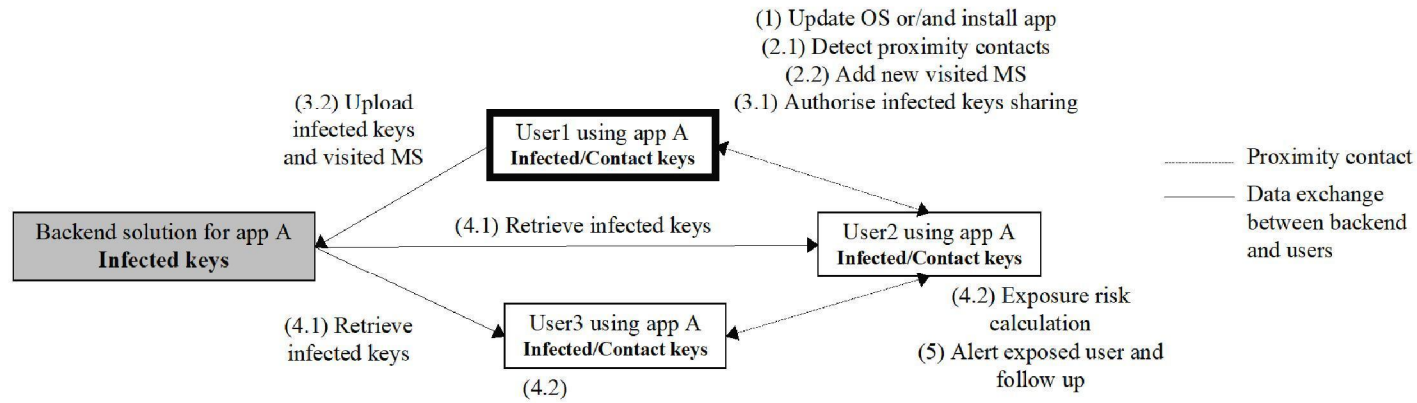 (1) Update OS or/and install app
(2.1) Detect proximity contacts
(2.2) Add new visited MS
(3.1) Authorise infected keys sharing
(3.2) Upload
infected keys
and visited MS
User1 using app A
Infected/Contact keys
Proximity contact
Data exchange
between backend
and users
Backend solution for app A
Infected keys
(4.1) Retrieve infected keys
User2 using app A
Infected/Contact keys
(4.1) Retrieve
infected keys
User3 using app A
Infected/Contact keys
(4.2)
(4.2) Exposure risk
calculation
(5) Alert exposed user and
follow up